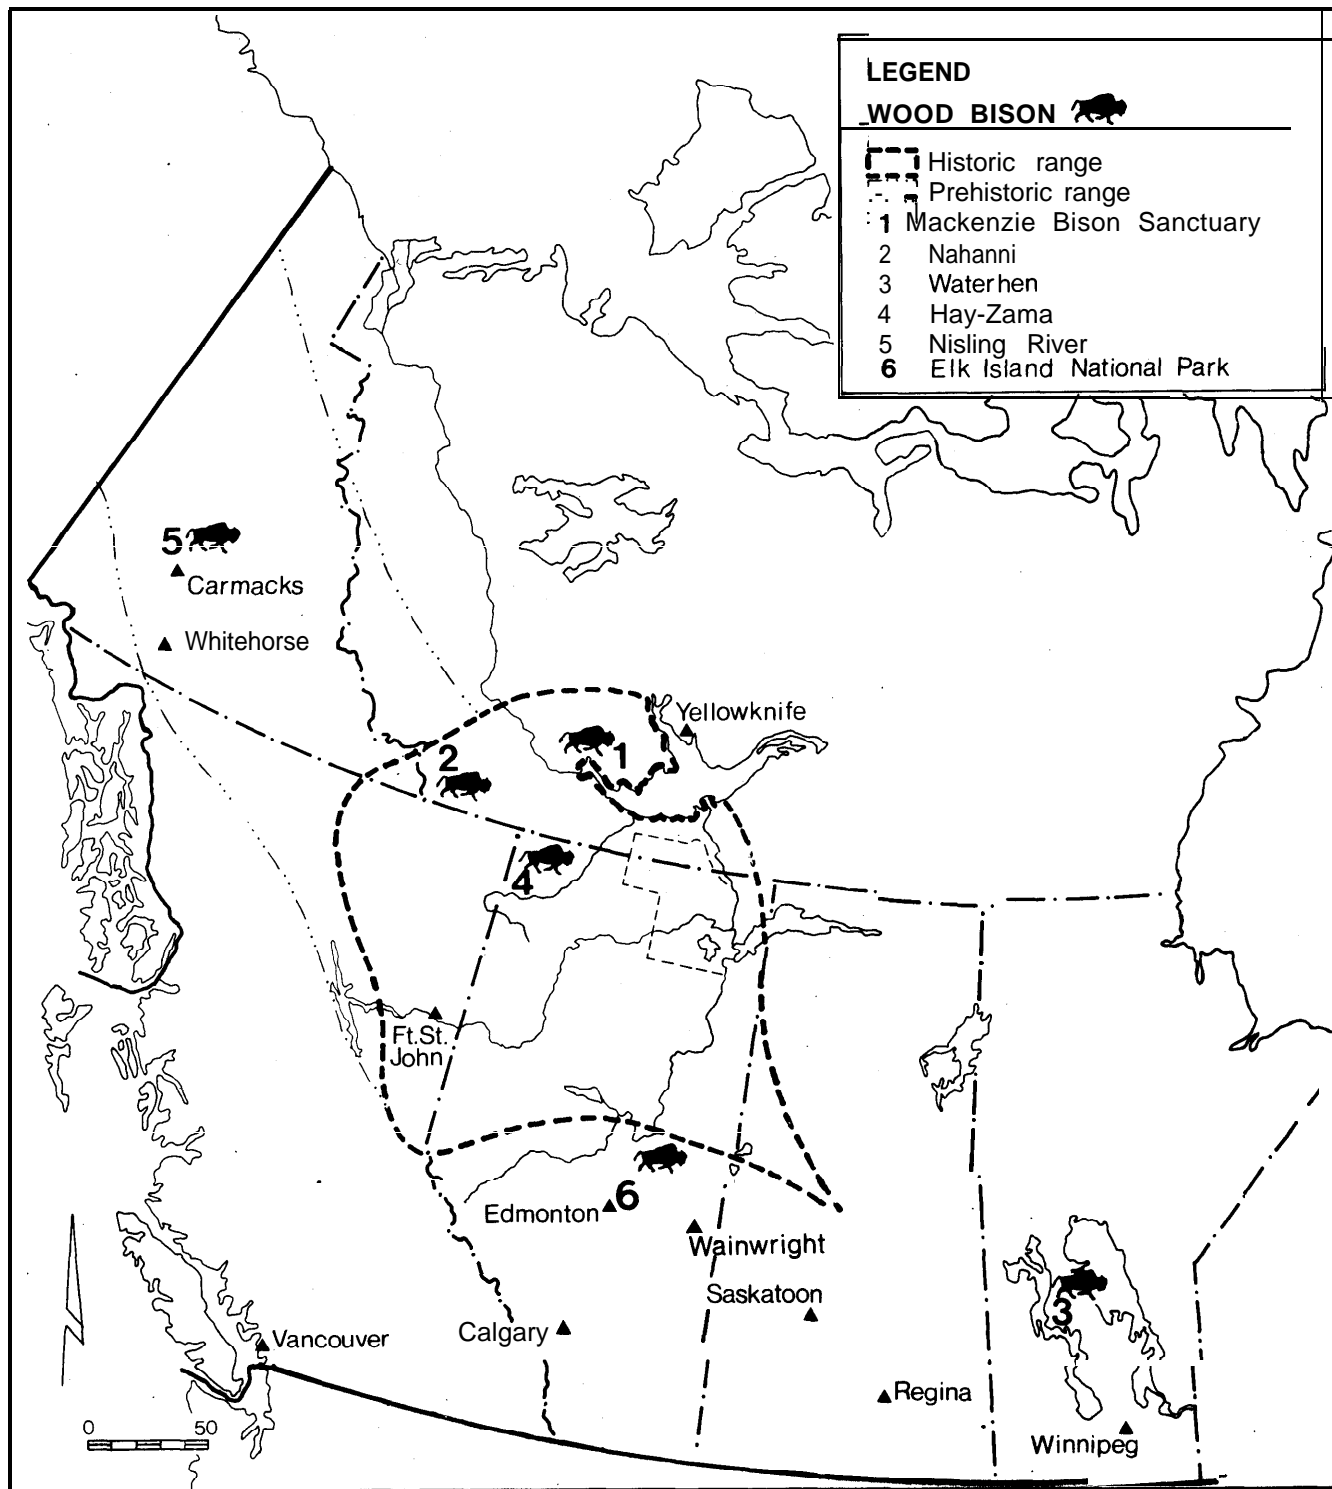 LEGEND
WOOD BISON
Historic range
Prehistoric range
1 Mackenzie Bison Sanctuary
2 Nahanni
3 Waterhen
4 Hay-Zama
5 Nisling River
6 Elk Island National Park
5
Carmacks
Whitehorse
Yellowknife
1
2
4
Ft.St.
John
6
Edmonton
Wainwright
Saskatoon
3
Calgary
Vancouver
Regina
Winnipeg
0 50